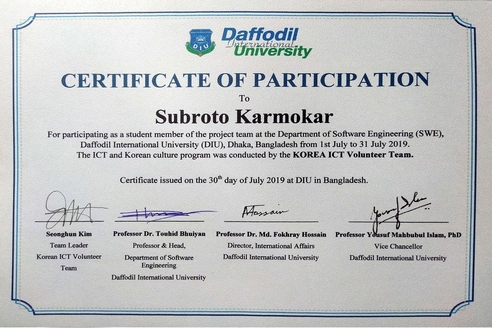 DIU
Daffodil
International
University
CERTIFICATE OF PARTICIPATION
To
Subroto Karmokar
For participating as a student member of the project team at the Department of Software Engineering (SWE),
Daffodil International University (DIU), Dhaka, Bangladesh from 1st July to 31 July 2019.
The ICT and Korean culture program was conducted by the KOREA ICT Volunteer Team.
Certificate issued on the 30th day of July 2019 at DIU in Bangladesh.
Seonghun Kim
Team Leader
Korean ICT Volunteer
Team
Professor Dr. Touhid Bhuiyan
Professor & Head,
Department of Software
Engineering
Daffodil International University
Professor Dr. Md. Fokhray Hossain
Director, International Affairs
Daffodil International University
Professor Yousuf Mahbubul Islam, PhD
Vice Chancellor
Daffodil International University